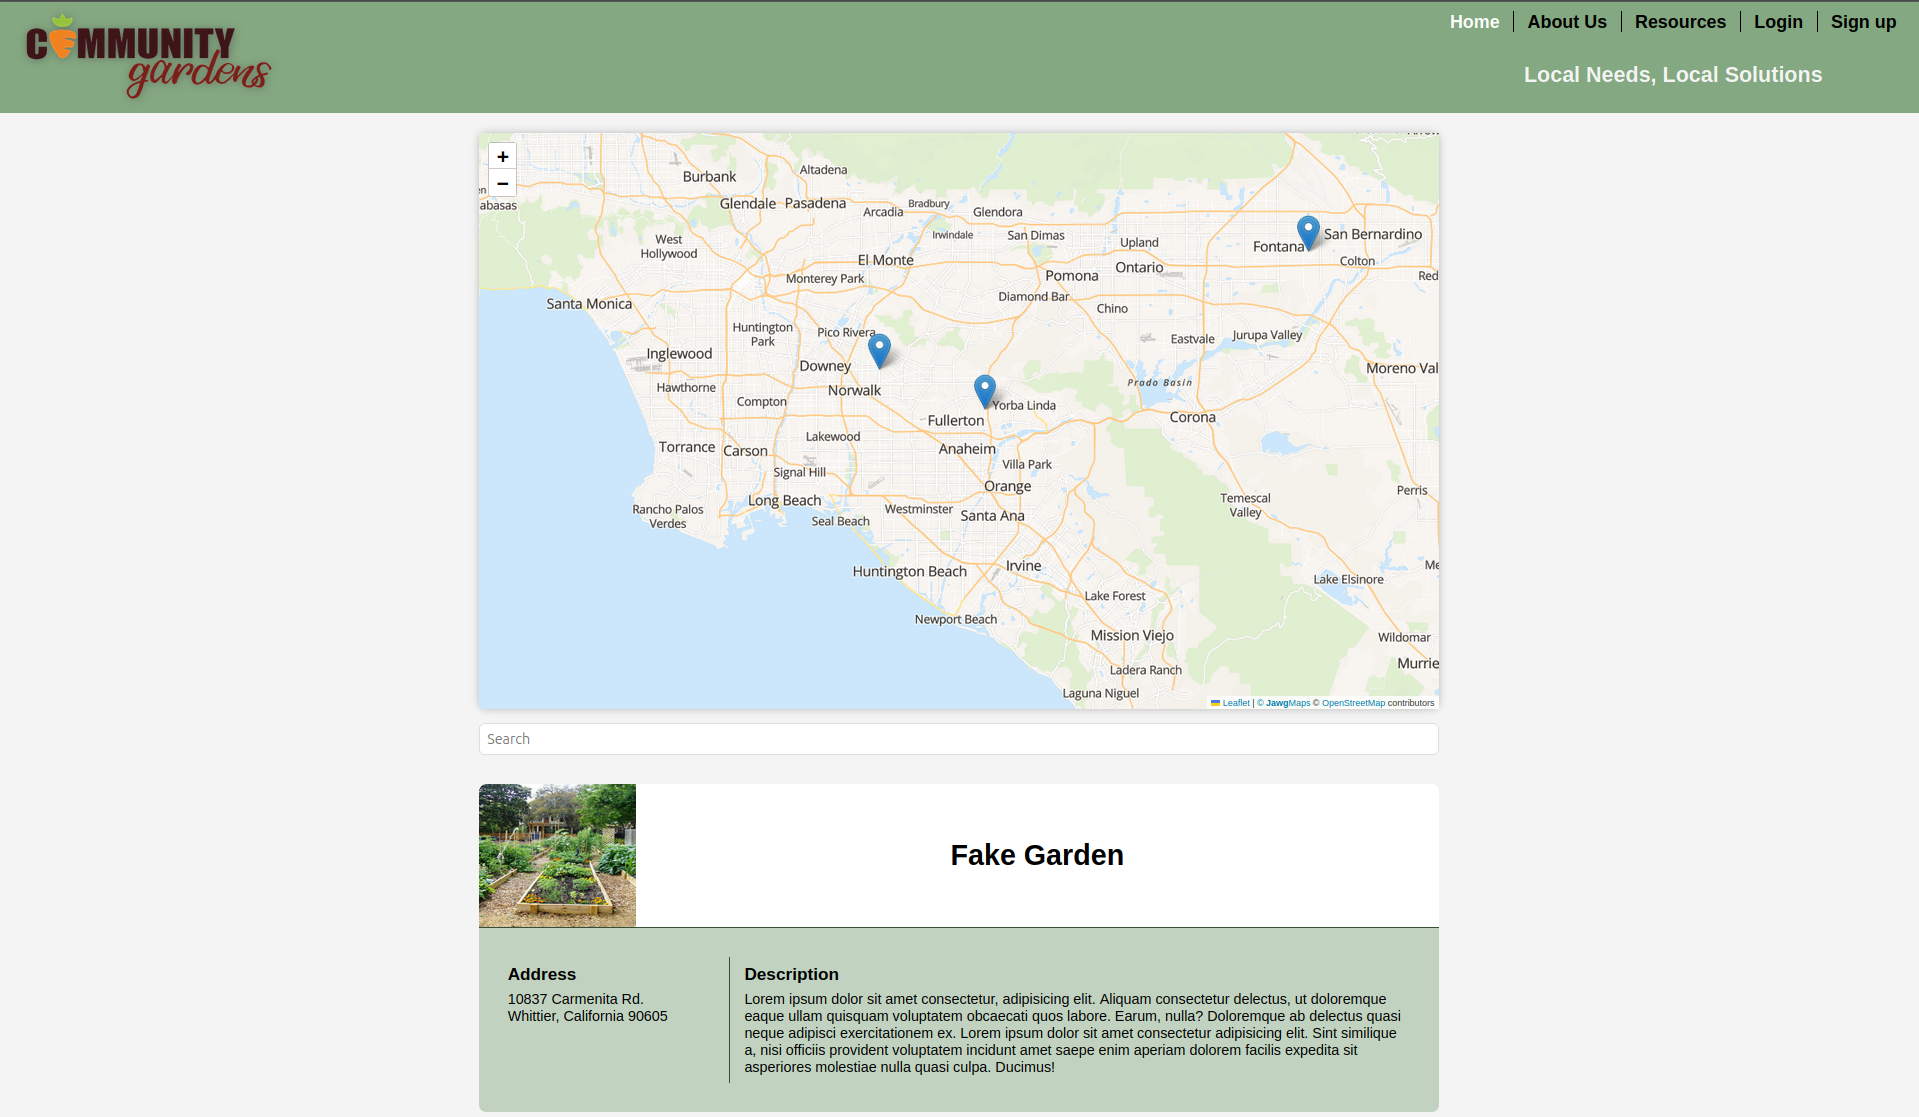 COMMUNITY
gardens
Home
About Us
Resources
Login
Sign up
Local Needs, Local Solutions
+
−
Burbank
Altadena
Glendale
Pasadena
Bradbury
Arcadia
Glendora
abasas
West
Hollywood
Irwindale
San Dimas
Upland
Fontana
San Bernardino
El Monte
Colton
Monterey Park
Pomona
Ontario
Red
Santa Monica
Diamond Bar
Chino
Huntington
Park
Pico Rivera
Eastvale
Jurupa Valley
Inglewood
Downey
Moreno Val
Hawthorne
Norwalk
Prado Basin
Compton
Yorba Linda
Fullerton
Corona
Lakewood
Torrance
Carson
Anaheim
Signal Hill
Villa Park
Orange
Perris
Long Beach
Temescal
Valley
Rancho Palos
Verdes
Seal Beach
Westminster
Santa Ana
Huntington Beach
Irvine
Me
Lake Elsinore
Lake Forest
Newport Beach
Mission Viejo
Wildomar
Ladera Ranch
Murrie
Laguna Niguel
Leaflet | © JawgMaps © OpenStreetMap contributors
Search
Fake Garden
Address
10837 Carmenita Rd.
Whittier, California 90605
Description
Lorem ipsum dolor sit amet consectetur, adipisicing elit. Aliquam consectetur delectus, ut doloremque
eaque ullam quisquam voluptatem obcaecati quos labore. Earum, nulla? Doloremque ab delectus quasi
neque adipisci exercitationem ex. Lorem ipsum dolor sit amet consectetur adipisicing elit. Sint similique
a, nisi officiis provident voluptatem incidunt amet saepe enim aperiam dolorem facilis expedita sit
asperiores molestiae nulla quasi culpa. Ducimus!